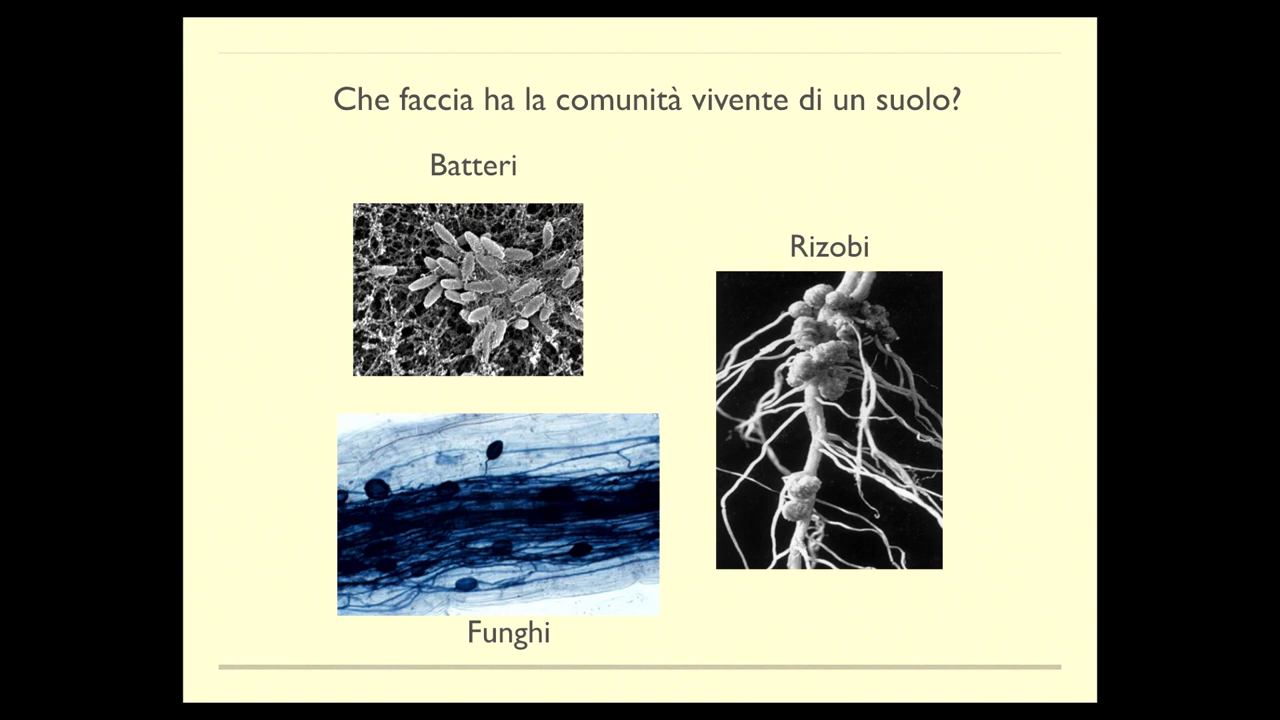 Che faccia ha la comunità vivente di un suolo?
Batteri
Rizobi
Funghi